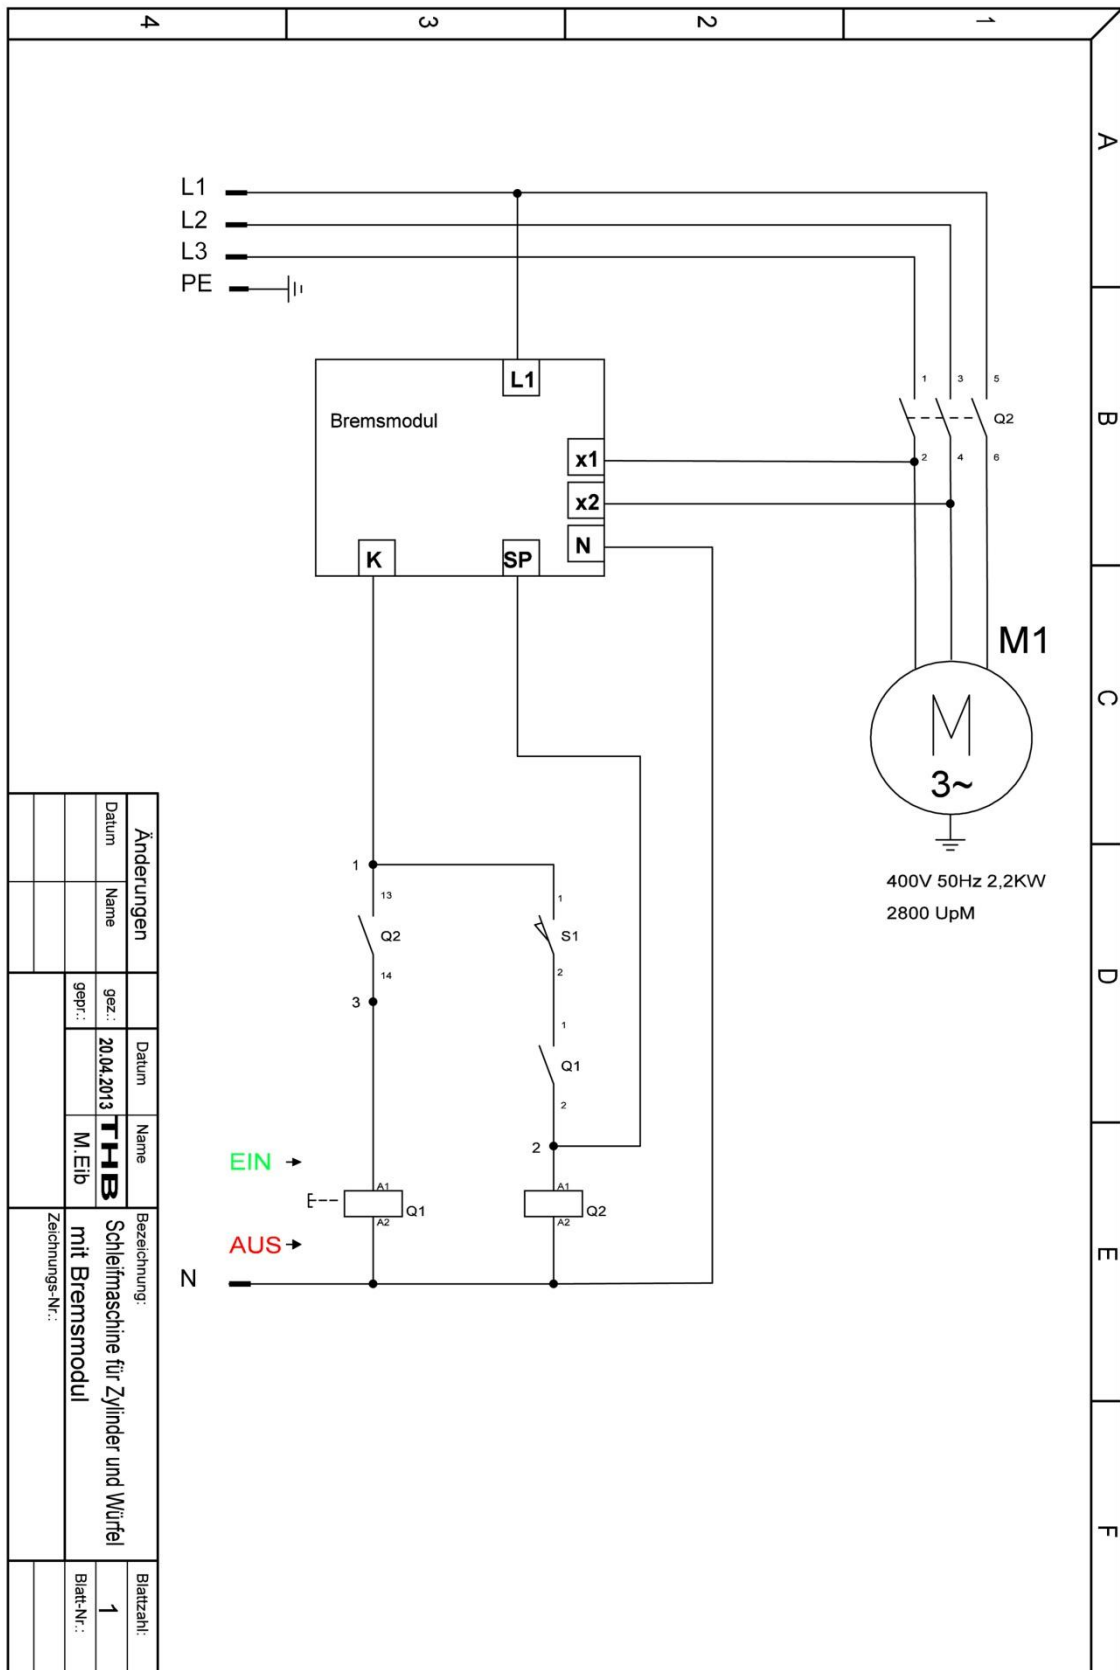 4 3 2 1
A
B
C
D
E
F
L1
L2
L3
PE
L1
Bremsmodul
x1
x2
N
K
SP
1 3 5
Q2
2 4 6
M1
M
3~
400V 50Hz 2,2KW
2800 UpM
1
13
Q2
14
3
1
S1
2
1
Q1
2
2
EIN
AUS
A1
Q1
A2
A1
Q2
A2
N
Änderungen
Datum Name
Datum Name
gez.: 20.04.2013 THB
gepr.: M.Eib
Bezeichnung:
Schleifmaschine für Zylinder und Würfel
mit Bremsmodul
Zeichnungs-Nr.:
Blattzahl:
1
Blatt-Nr.: